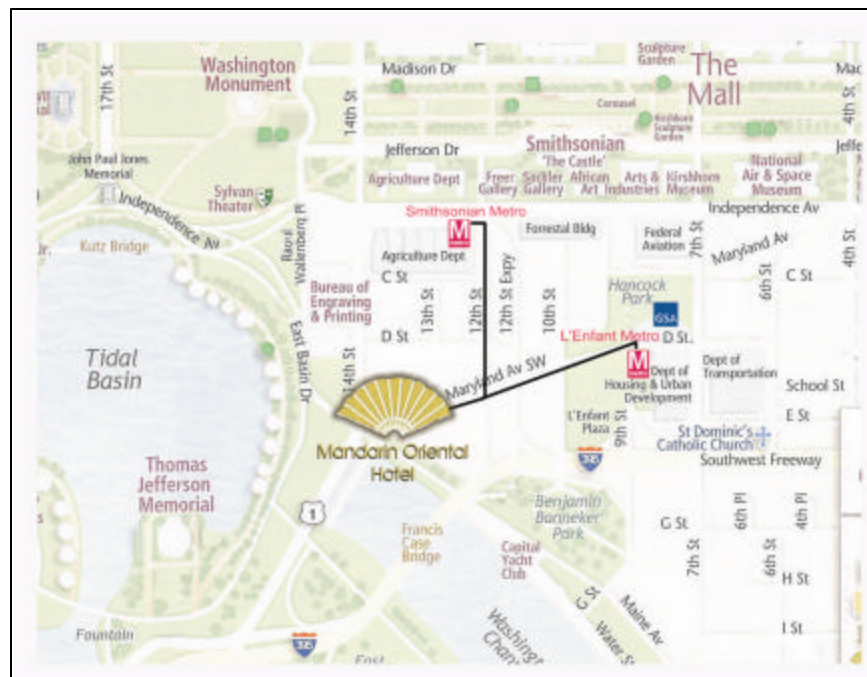 Sculpture
Garden
Madison Dr
The
Mall
Washington
Monument
17th St
14th St
4th St
Carousel
Hirshhorn
Sculpture
Garden
Jefferson Dr
Smithsonian
'The Castle'
John Paul Jones
Memorial
Agriculture Dept
Freer
Gallery
Sackler
Gallery
African
Art
Arts &
Industries
Kirshhorn
Museum
National
Air & Space
Museum
Sylvan
Theater
Independence Av
Independence Av
Smithsonian Metro
M
Forrestal Bldg
Federal
Aviation
7th St
Maryland Av
4th St
Jr.
Kutz Bridge
Raoul
Wallenberg Pl
Agriculture Dept
C St
Bureau of
Engraving
& Printing
13th St
12th St
12th St Expy
10th St
Hancock
Park
GSA
6th St
C St
D St
L'Enfant Metro
D St.
M
Tidal
Basin
East Basin Dr
14th St
Maryland Av SW
Dept of
Housing & Urban
Development
Dept of
Transportation
School St
E St
L'Enfant
Plaza
9th St
St Dominic's
Catholic Church
Southwest Freeway
Mandarin Oriental
Hotel
395
Thomas
Jefferson
Memorial
1
Francis
Case
Bridge
Benjamin
Banneker
Park
G St
6th Pl
4th Pl
Capital
Yacht
Club
7th St
6th St
H St
G St
Maine Av
I St
Fountain
395
East
Washington
Water St